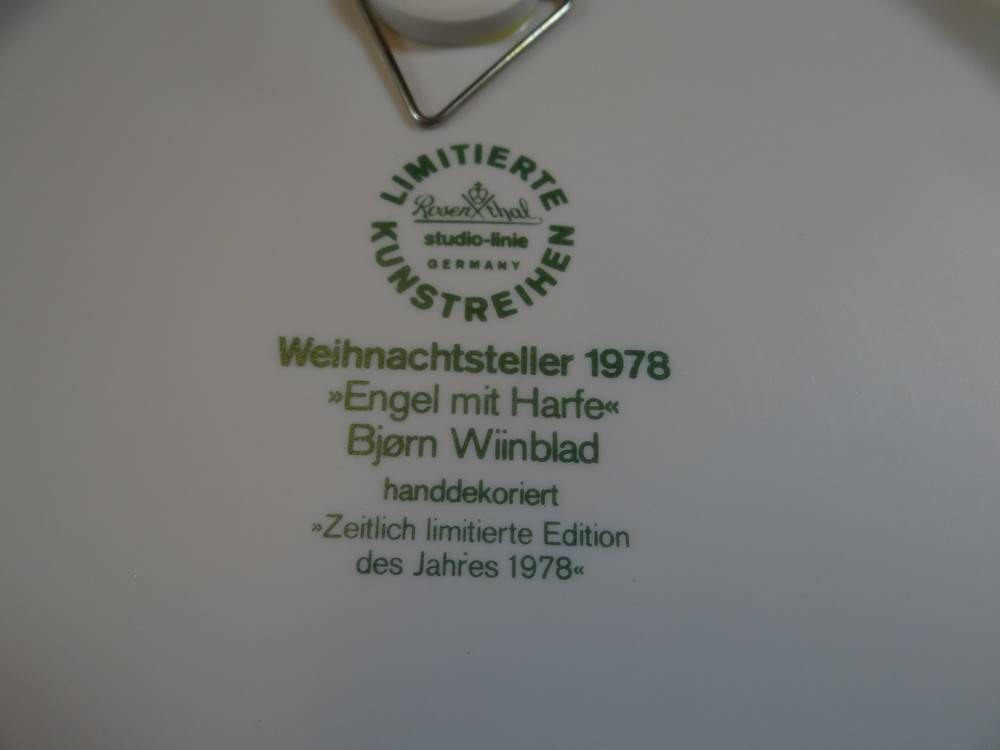 LIMITIERTE
Rosenthal
studio-linie
GERMANY
KUNSTREIHEN
Weihnachtsteller 1978
»Engel mit Harfe«
Bjørn Wiinblad
handdekoriert
»Zeitlich limitierte Edition
des Jahres 1978«